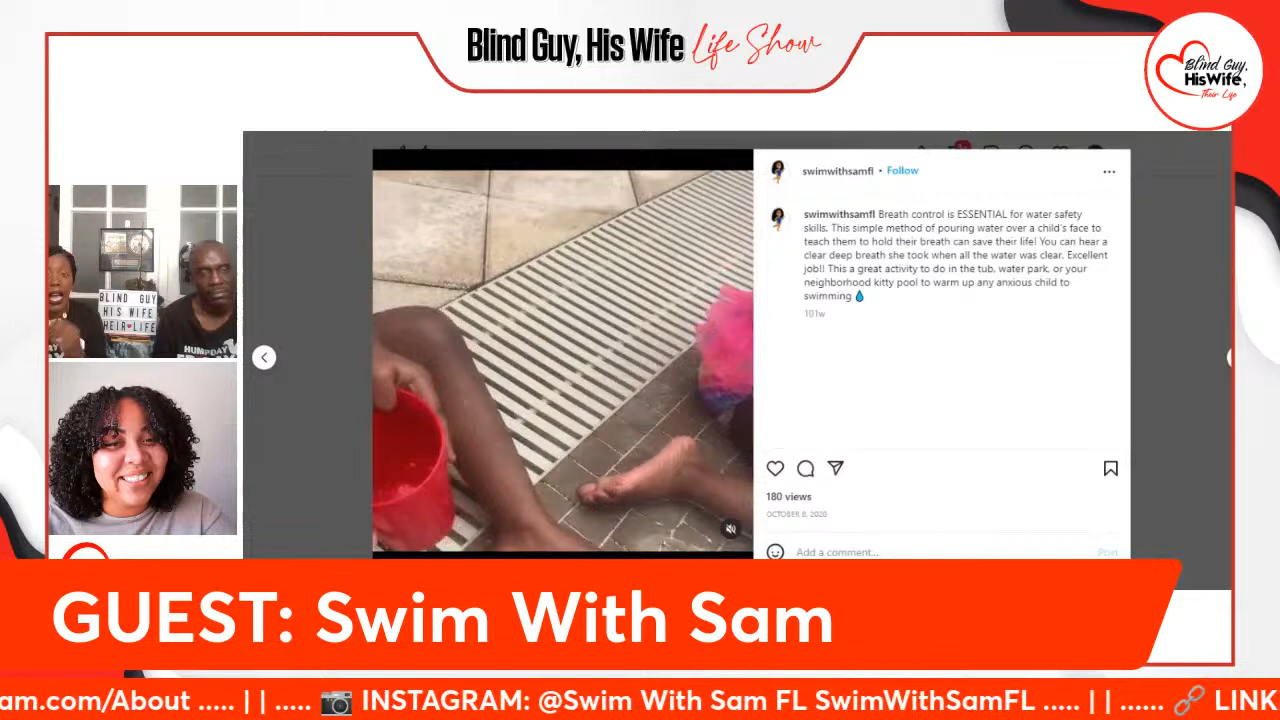 Blind Guy, His Wife Life Show
Blind Guy,
His Wife,
Their Life
BLIND GUY
HIS WIFE
HEIR LIFE
HUMPDAY
swimwithsamfl • Follow
swimwithsamfl Breath control is ESSENTIAL for water safety
skills. This simple method of pouring water over a child's face to
teach them to hold their breath can save their life! You can hear a
clear deep breath she took when all the water was clear. Excellent
job!! This a great activity to do in the tub, water park, or your
neighborhood kitty pool to warm up any anxious child to
swimming 💧
101w
180 views
OCTOBER 8, 2020
Add a comment...
Post
GUEST: Swim With Sam
am.com/About ..... | | ..... 📷 INSTAGRAM: @Swim With Sam FL SwimWithSamFL ..... | | ...... 🔗 LINK